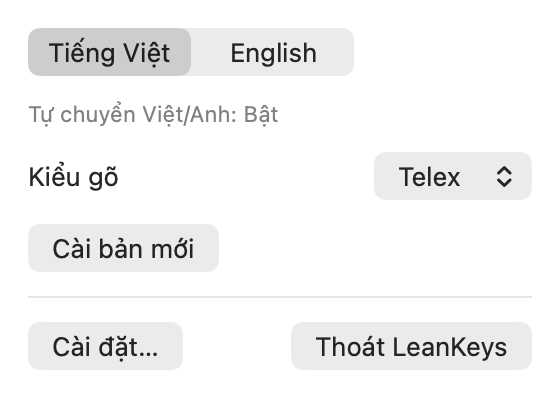 Tiếng Việt English
Tự chuyển Việt/Anh: Bật
Kiểu gõ Telex
Cài bản mới
Cài đặt... Thoát LeanKeys